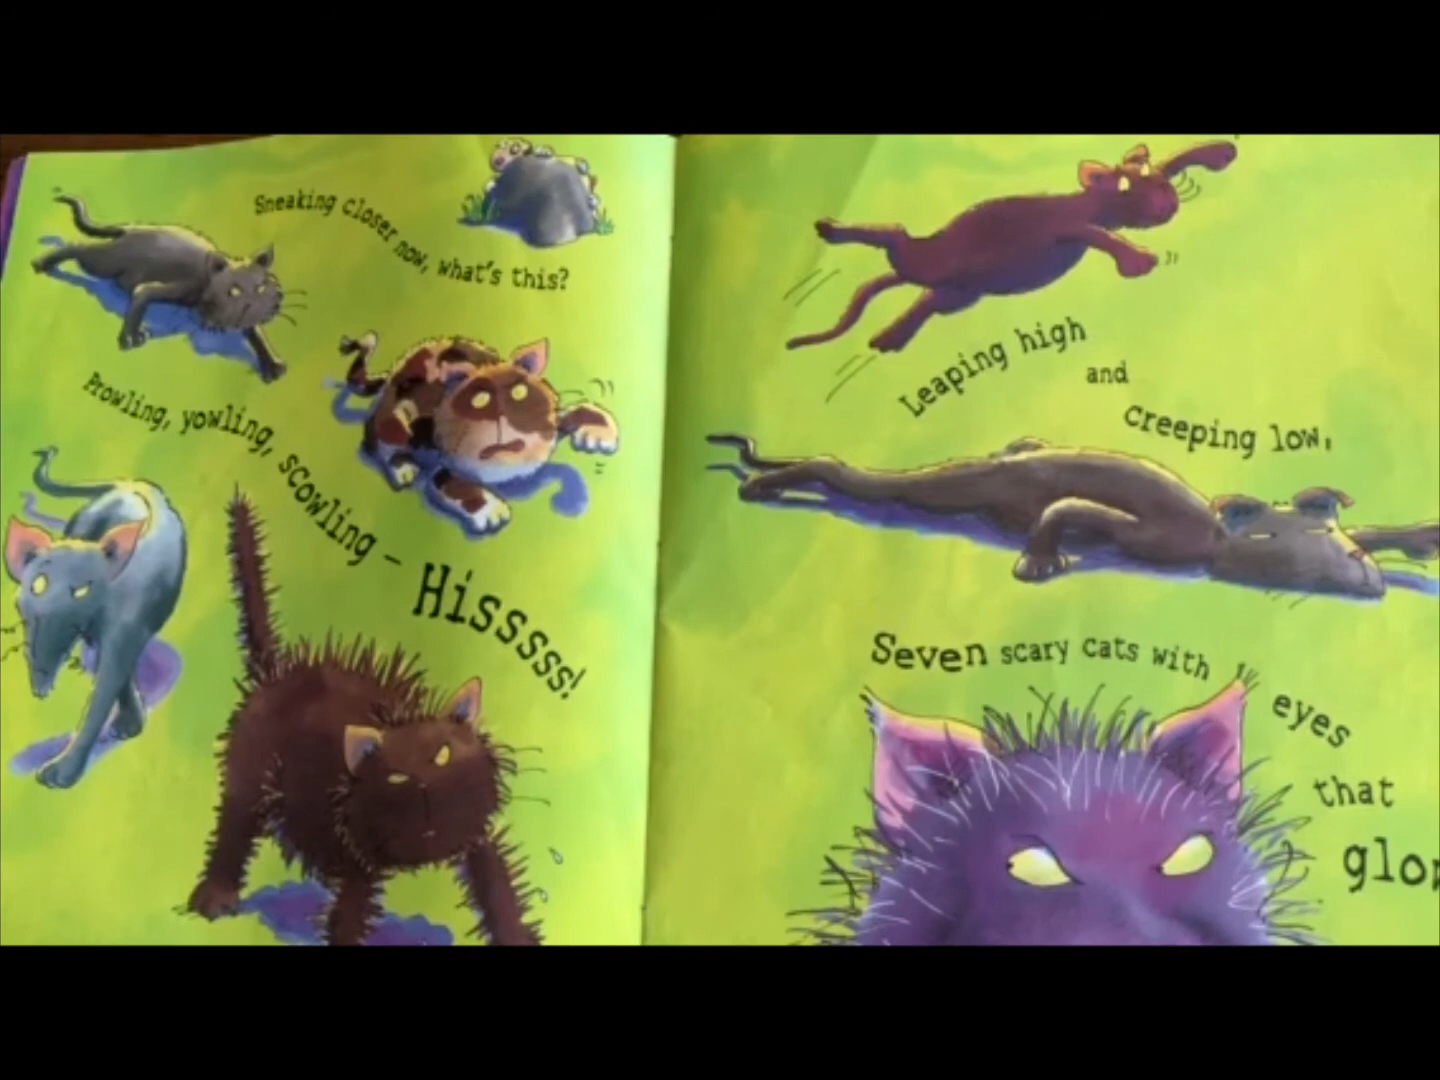 Sneaking closer now, what's this?
Prowling, yowling, scowling – Hisssss!
Leaping high
and
creeping low,
Seven scary cats with
eyes
that